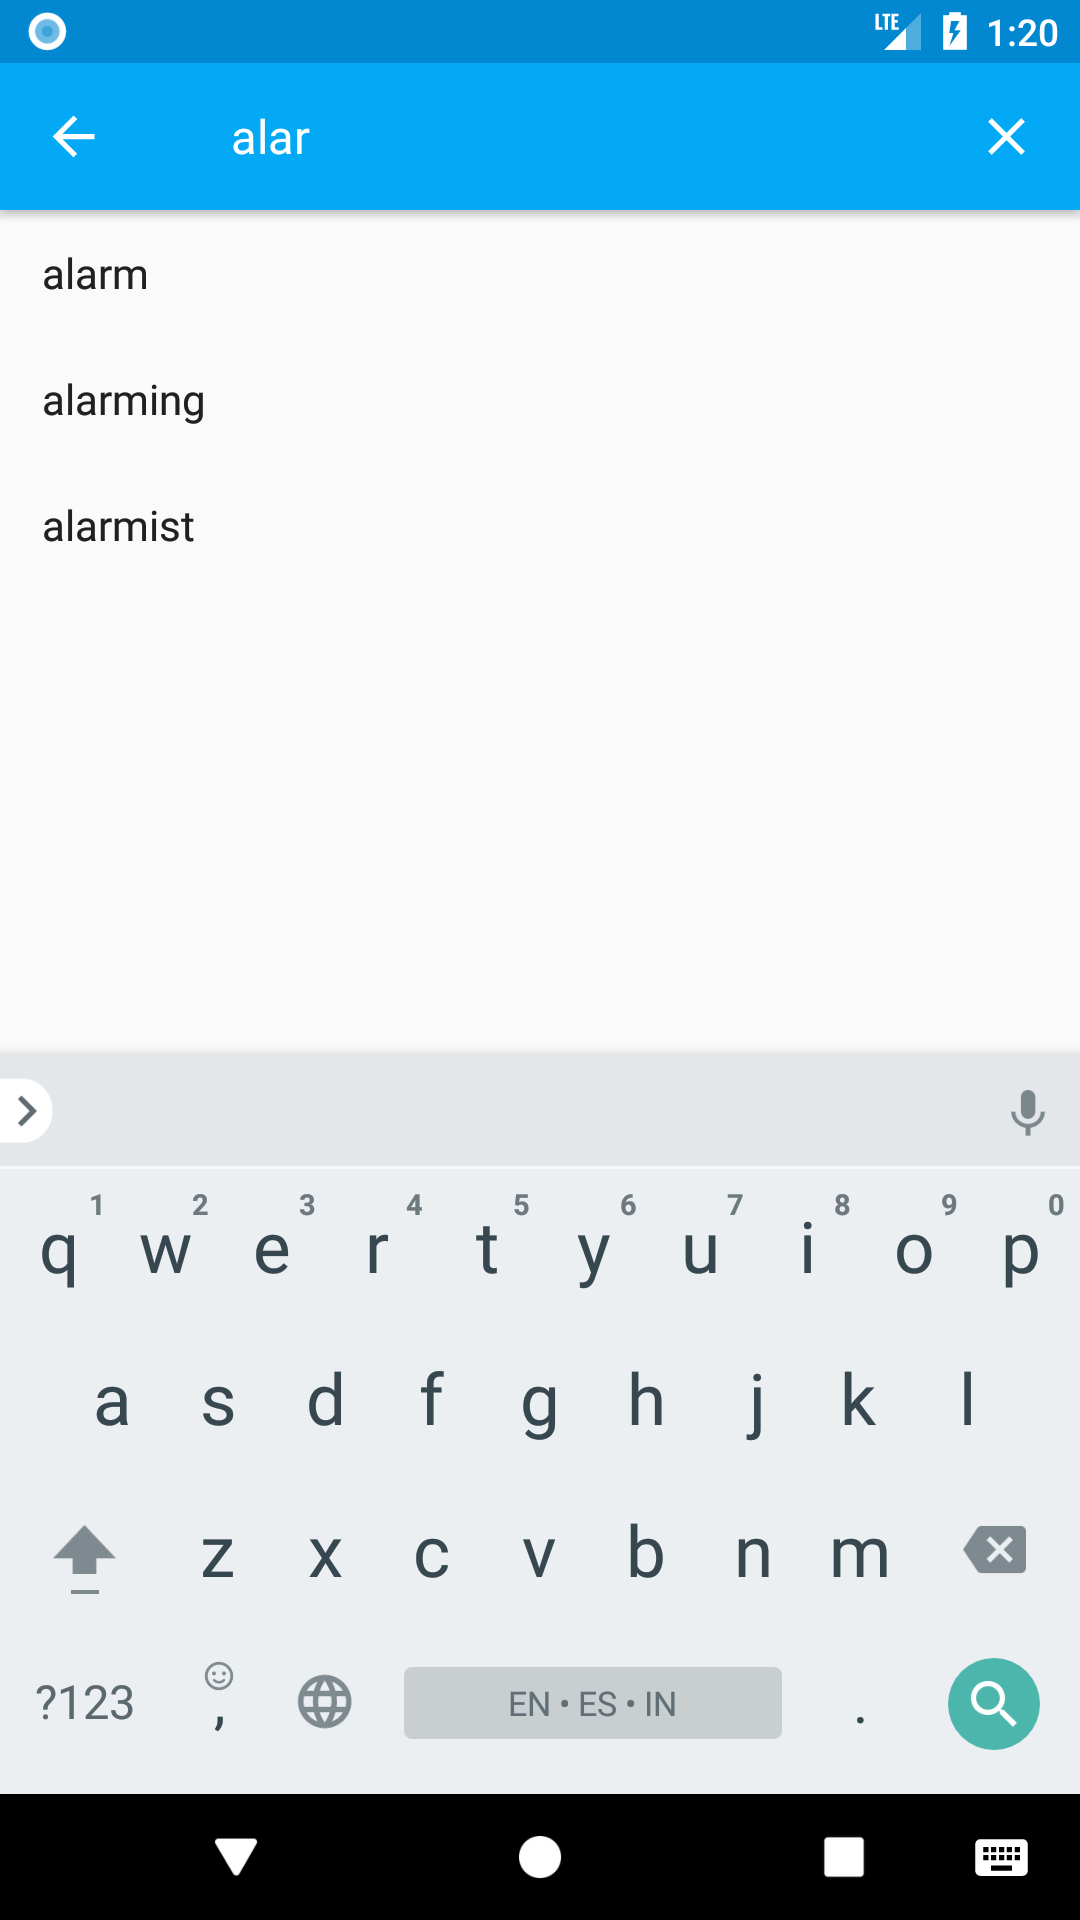 LTE 1:20
alar
alarm
alarming
alarmist
1 2 3 4 5 6 7 8 9 0
q w e r t y u i o p
a s d f g h j k l
z x c v b n m
?123 , EN • ES • IN .